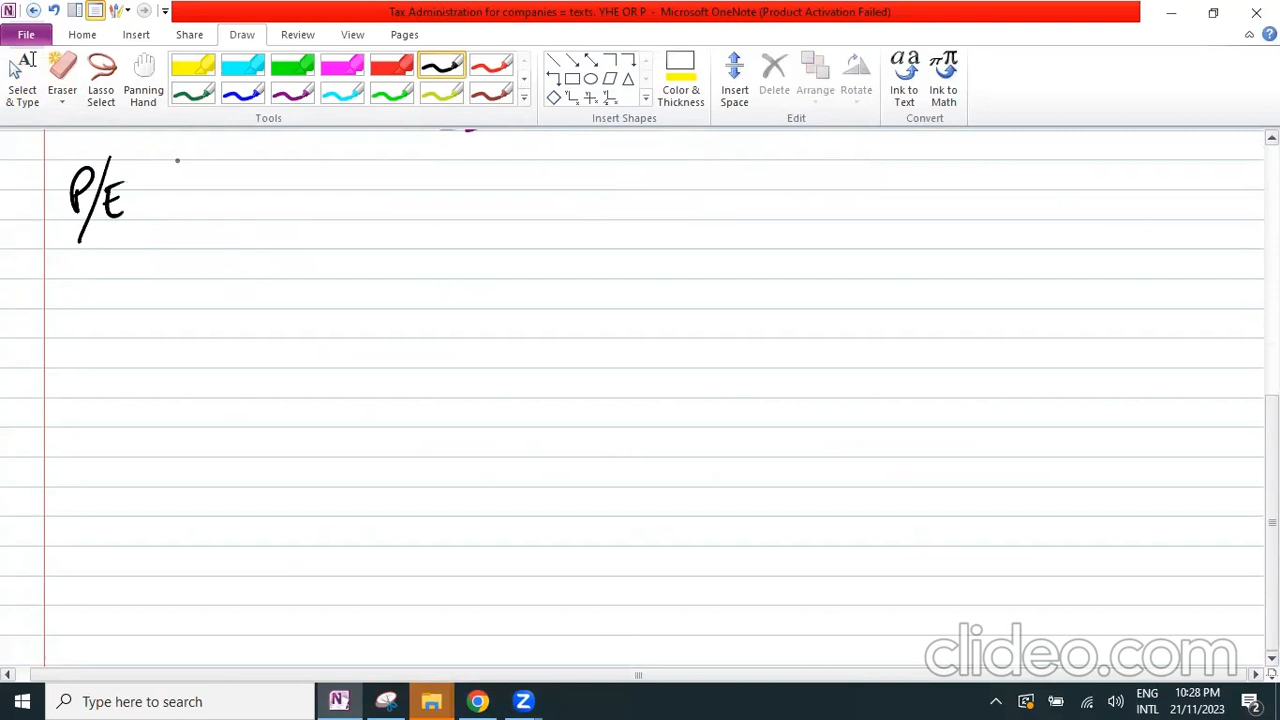 Tax Administration for companies = texts. YHE OR P - Microsoft OneNote (Product Activation Failed)
File Home Insert Share Draw Review View Pages
Select & Type
Eraser
Lasso Select
Panning Hand
Color & Thickness
Insert Space
Delete
Arrange
Rotate
Ink to Text
Ink to Math
Tools Insert Shapes Edit Convert
P/E
clideo.com
Type here to search
ENG
INTL
10:28 PM
21/11/2023
2